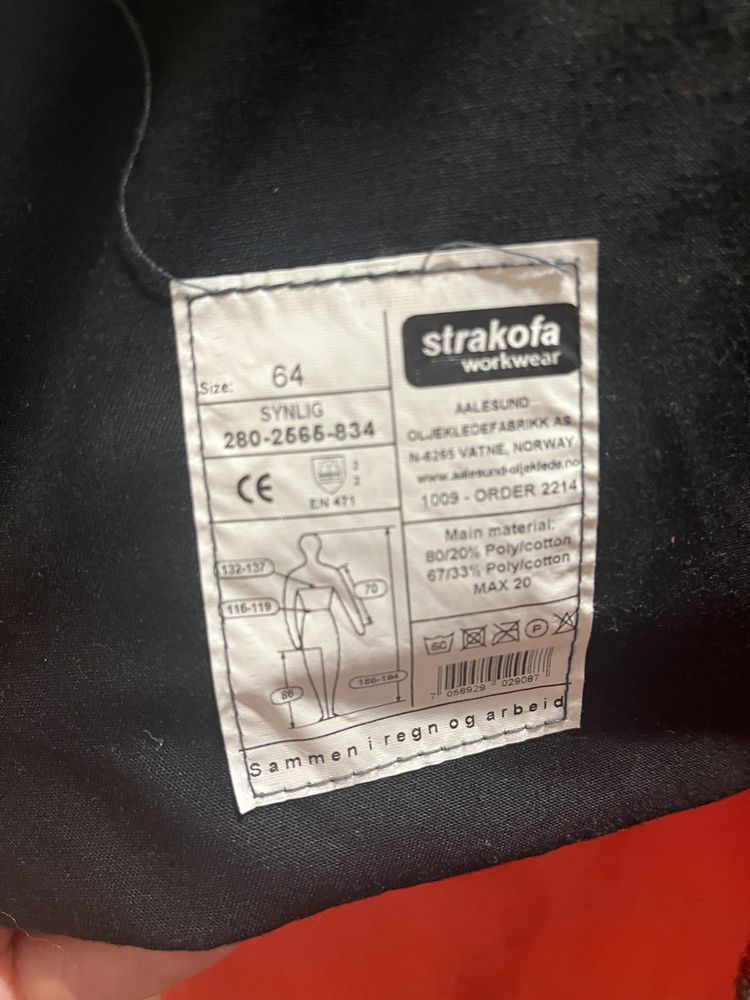 strakofa
workwear
Size: 64
SYNLIG
280-2565-834
CE
2
2
EN 471
AALESUND
OLJEKLEDEFABRIKK AS
N-6265 VATNE, NORWAY
www.aalesund-oljeklede.no
1009 - ORDER 2214
Main material:
80/20% Poly/cotton
67/33% Poly/cotton
MAX 20
132-137
116-119
70
86
186-194
60
P
7 058929 029087
Sammen i regn og arbeid